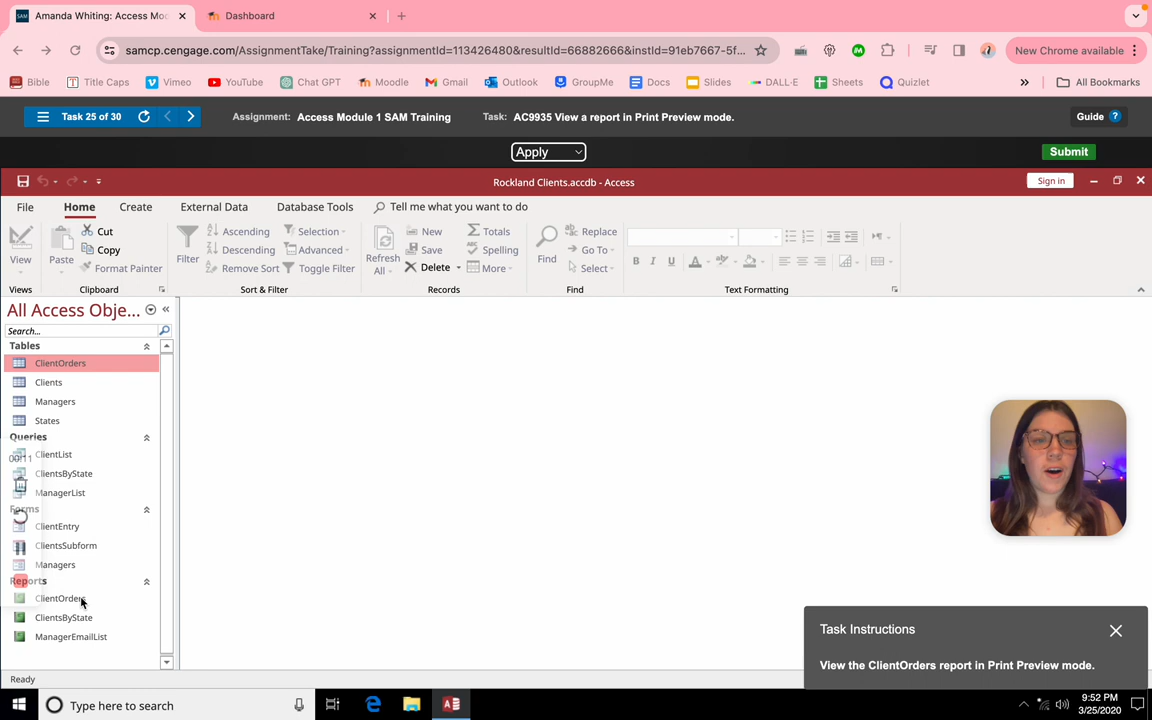 Amanda Whiting: Access Mod
Dashboard
samcp.cengage.com/AssignmentTake/Training?assignmentId=113426480&resultId=66882666&instId=91eb7667-5f...
New Chrome available
Bible Title Caps Vimeo YouTube Chat GPT Moodle Gmail Outlook GroupMe Docs Slides DALL·E Sheets Quizlet » All Bookmarks
Task 25 of 30 Assignment: Access Module 1 SAM Training Task: AC9935 View a report in Print Preview mode. Guide ?
Apply Submit
Rockland Clients.accdb - Access Sign in
File Home Create External Data Database Tools Tell me what you want to do
Cut Ascending Selection New Totals Replace
Copy Descending Advanced Save Spelling Go To
View Paste Filter Refresh Find
Format Painter Remove Sort Toggle Filter All Delete More Select
B I U A
Views Clipboard Sort & Filter Records Find Text Formatting
All Access Obje...
Search...
Tables
ClientOrders
Clients
Managers
States
Queries
ClientList
00:11
ClientsByState
ManagerList
Forms
ClientEntry
ClientsSubform
Managers
Reports
ClientOrders
ClientsByState
ManagerEmailList
Task Instructions
View the ClientOrders report in Print Preview mode.
Ready
Type here to search
9:52 PM
3/25/2020